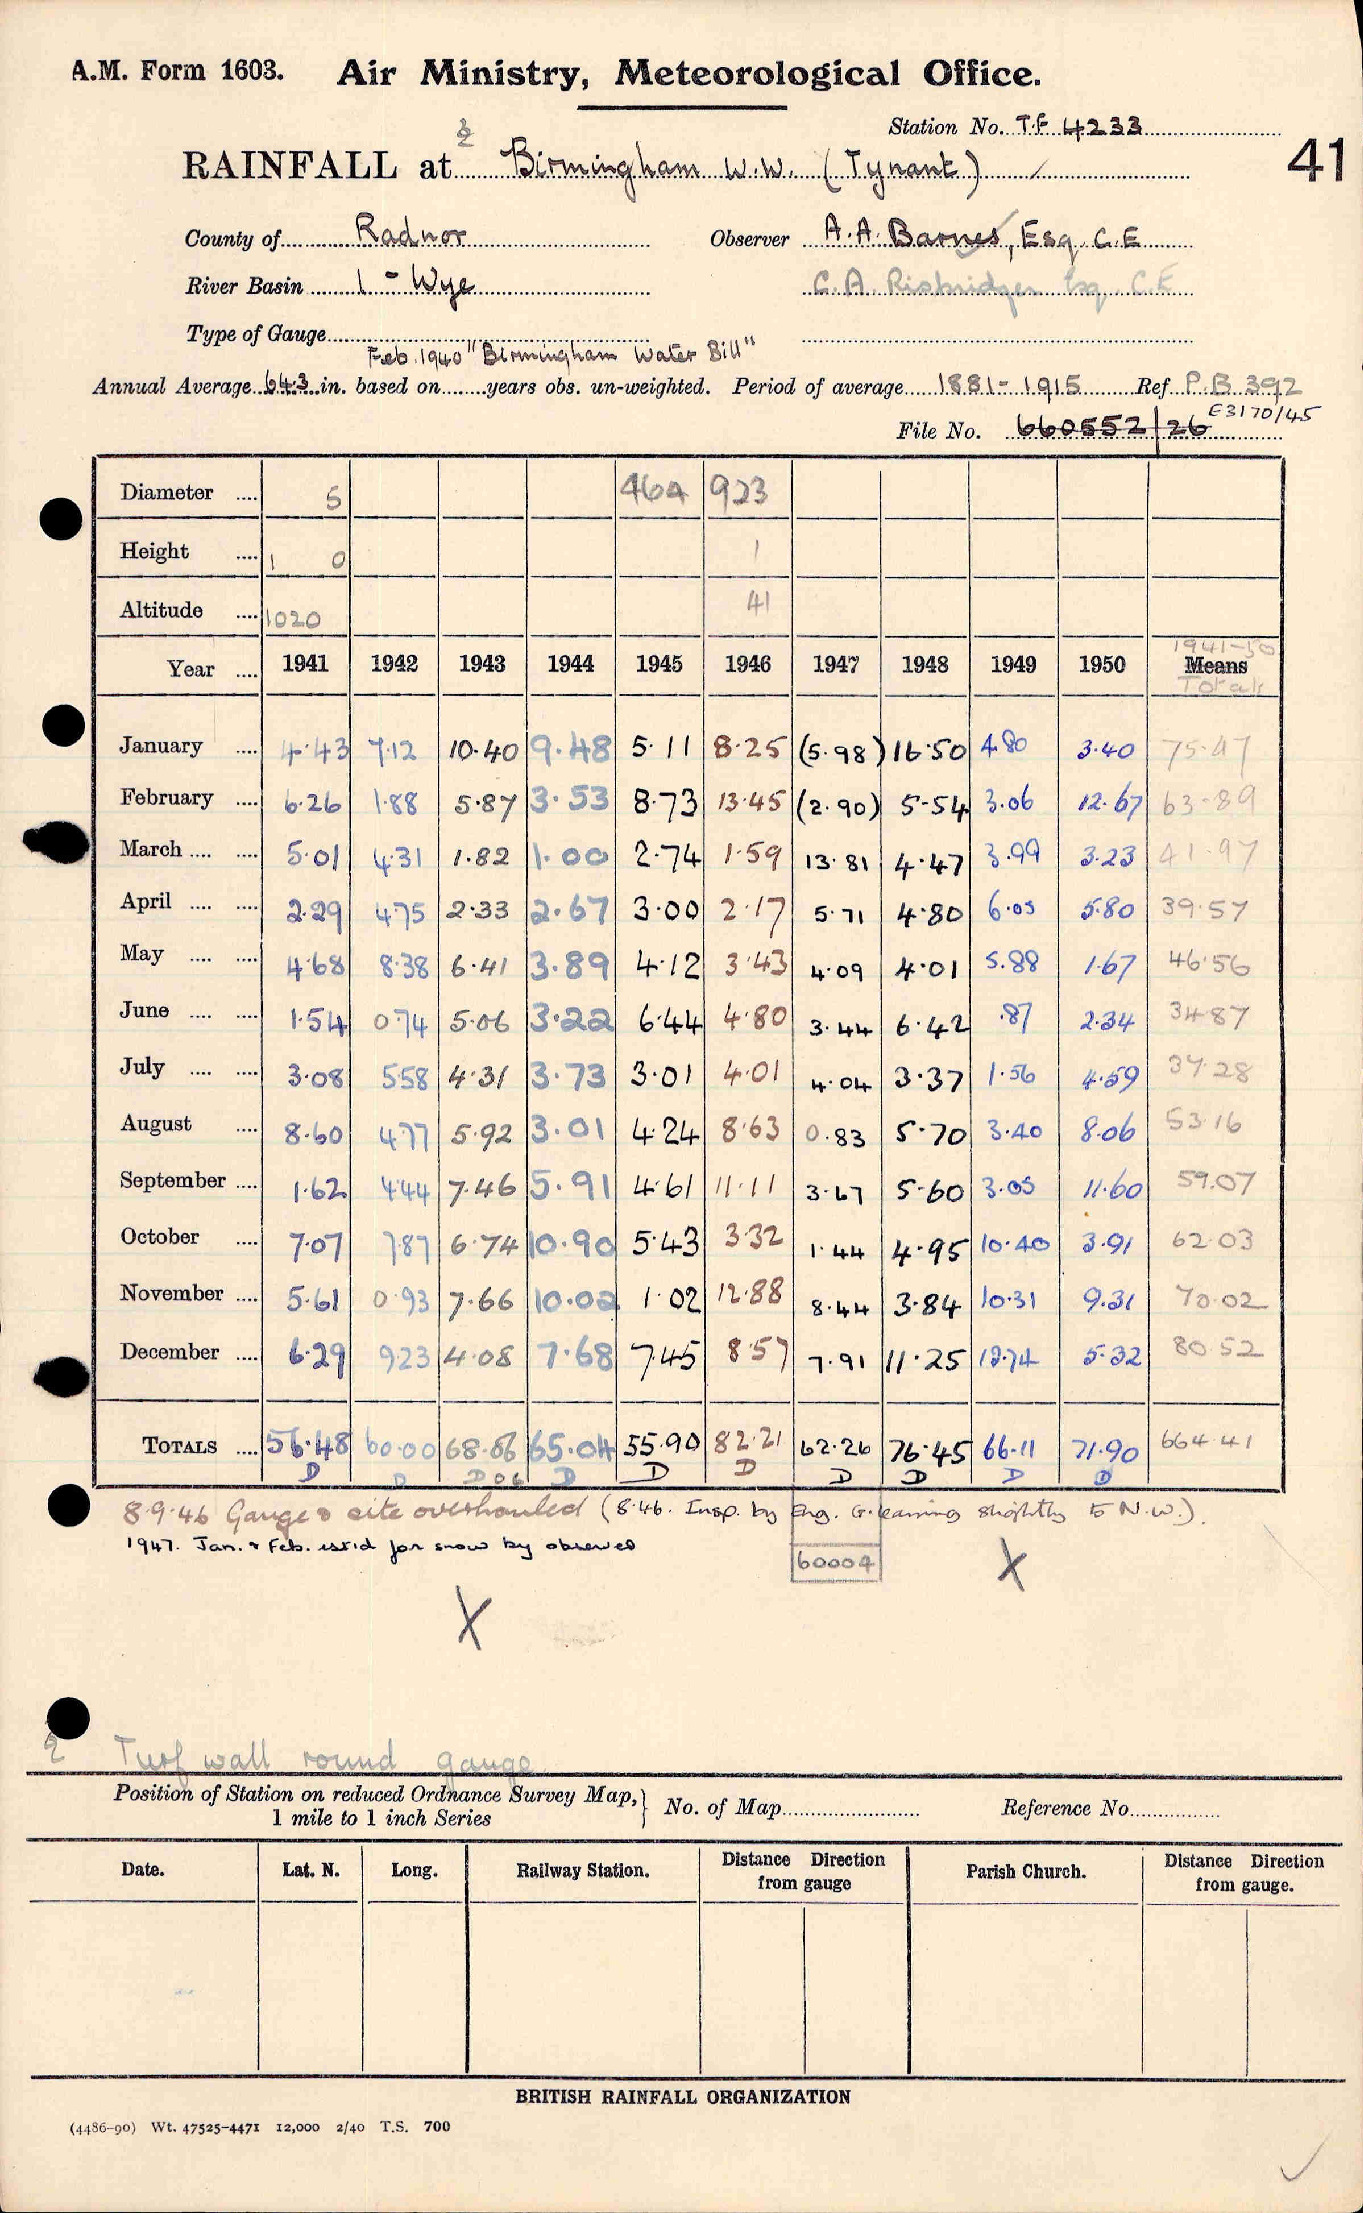 A.M. Form 1603. Air Ministry, Meteorological Office.
Station No. T.F 4233
41
RAINFALL at Birmingham W.W. (Tynant)
County of Radnor Observer A.A. Barnes, Esq. C.E
River Basin 1 - Wye C.A. Risbridger Esq. C.E
Type of Gauge
Feb. 1940 "Birmingham Water Bill"
Annual Average 64.3 in. based on years obs. un-weighted. Period of average 1881-1915 Ref P.B 392
E3170/45
File No. 660552/26
Diameter 5 464 923
Height 1 0 1
Altitude 1020 41
1941-50
Year 1941 1942 1943 1944 1945 1946 1947 1948 1949 1950 Means
Totals
January 4.43 7.12 10.40 9.48 5.11 8.25 (5.98) 16.50 4.80 3.40 75.47
February 6.26 1.88 5.87 3.53 8.73 13.45 (2.90) 5.54 3.06 12.67 63.89
March 5.01 4.31 1.82 1.00 2.74 1.59 13.81 4.47 3.99 3.23 41.97
April 2.29 4.75 2.33 2.67 3.00 2.17 5.71 4.80 6.05 5.80 39.57
May 4.68 8.38 6.41 3.89 4.12 3.43 4.09 4.01 5.88 1.67 46.56
June 1.54 0.74 5.06 3.22 6.44 4.80 3.44 6.42 .87 2.34 34.87
July 3.08 5.58 4.31 3.73 3.01 4.01 4.04 3.37 1.56 4.59 37.28
August 8.60 4.77 5.92 3.01 4.24 8.63 0.83 5.70 3.40 8.06 53.16
September 1.62 4.44 7.46 5.91 4.61 11.11 3.67 5.60 3.05 11.60 59.07
October 7.07 7.87 6.74 10.90 5.43 3.32 1.44 4.95 10.40 3.91 62.03
November 5.61 0.93 7.66 10.02 1.02 12.88 8.44 3.84 10.31 9.31 70.02
December 6.29 9.23 4.08 7.68 7.45 8.57 7.91 11.25 12.74 5.32 80.52
TOTALS 56.48 60.00 68.06 65.04 55.90 82.21 62.26 76.45 66.11 71.90 664.41
D D D 06 D D D D D D D
8.9.46 Gauge & site overhauled (8.46. Insp. by Eng. G. leaning slightly to N.W.).
1947. Jan. & Feb. est'd for snow by observer
60004
X X
2 Turf wall round gauge
Position of Station on reduced Ordnance Survey Map, 1 mile to 1 inch Series No. of Map Reference No.
Date. Lat. N. Long. Railway Station. Distance Direction from gauge Parish Church. Distance Direction from gauge.
BRITISH RAINFALL ORGANIZATION
(4486-90) Wt. 47525-4471 12,000 2/40 T.S. 700